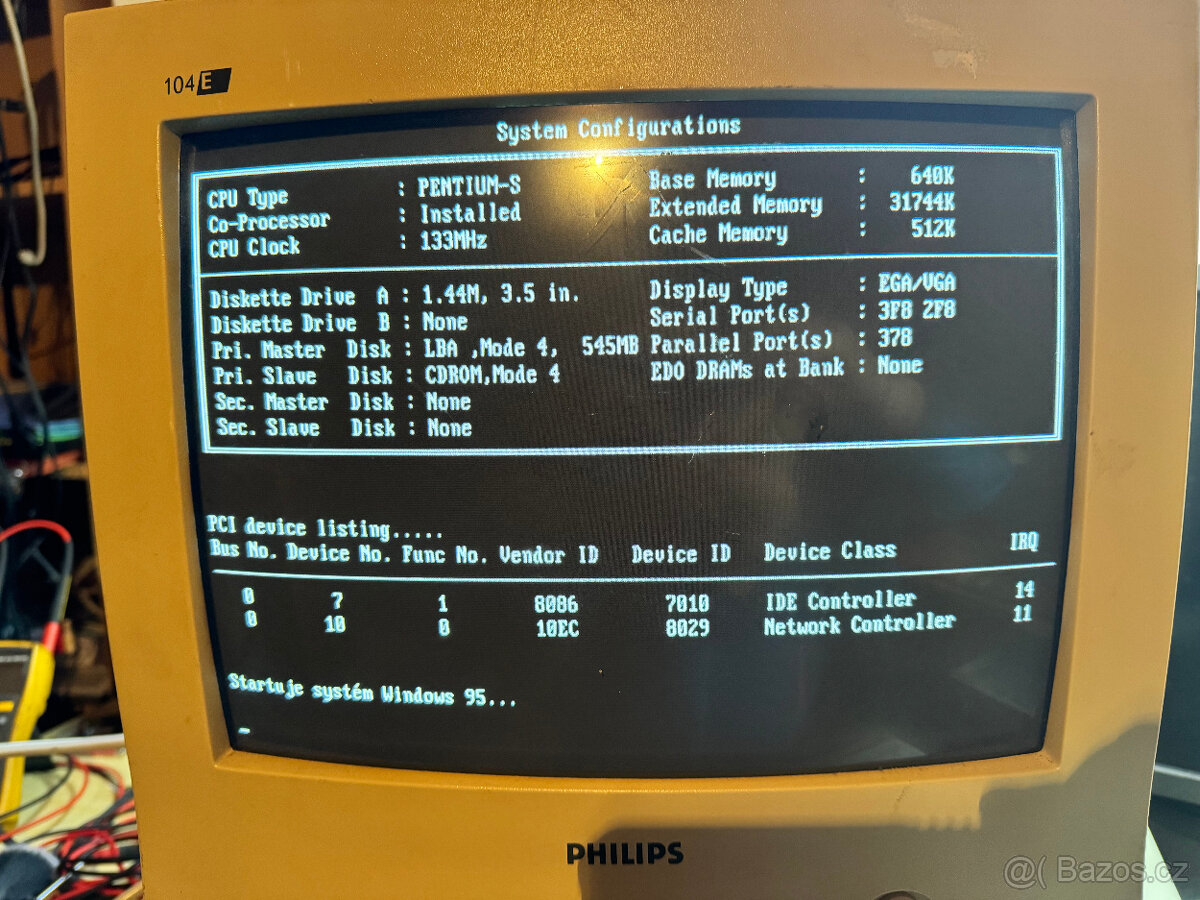 104E
System Configurations
CPU Type : PENTIUM-S Base Memory : 640K
Co-Processor : Installed Extended Memory : 31744K
CPU Clock : 133MHz Cache Memory : 512K
Diskette Drive A : 1.44M, 3.5 in. Display Type : EGA/VGA
Diskette Drive B : None Serial Port(s) : 3F8 2F8
Pri. Master Disk : LBA ,Mode 4, 545MB Parallel Port(s) : 378
Pri. Slave Disk : CDROM,Mode 4 EDO DRAMs at Bank : None
Sec. Master Disk : None
Sec. Slave Disk : None
PCI device listing.....
Bus No. Device No. Func No. Vendor ID Device ID Device Class IRQ
0 7 1 8086 7010 IDE Controller 14
0 10 0 10EC 8029 Network Controller 11
Startuje systém Windows 95...
PHILIPS
@( Bazos.cz